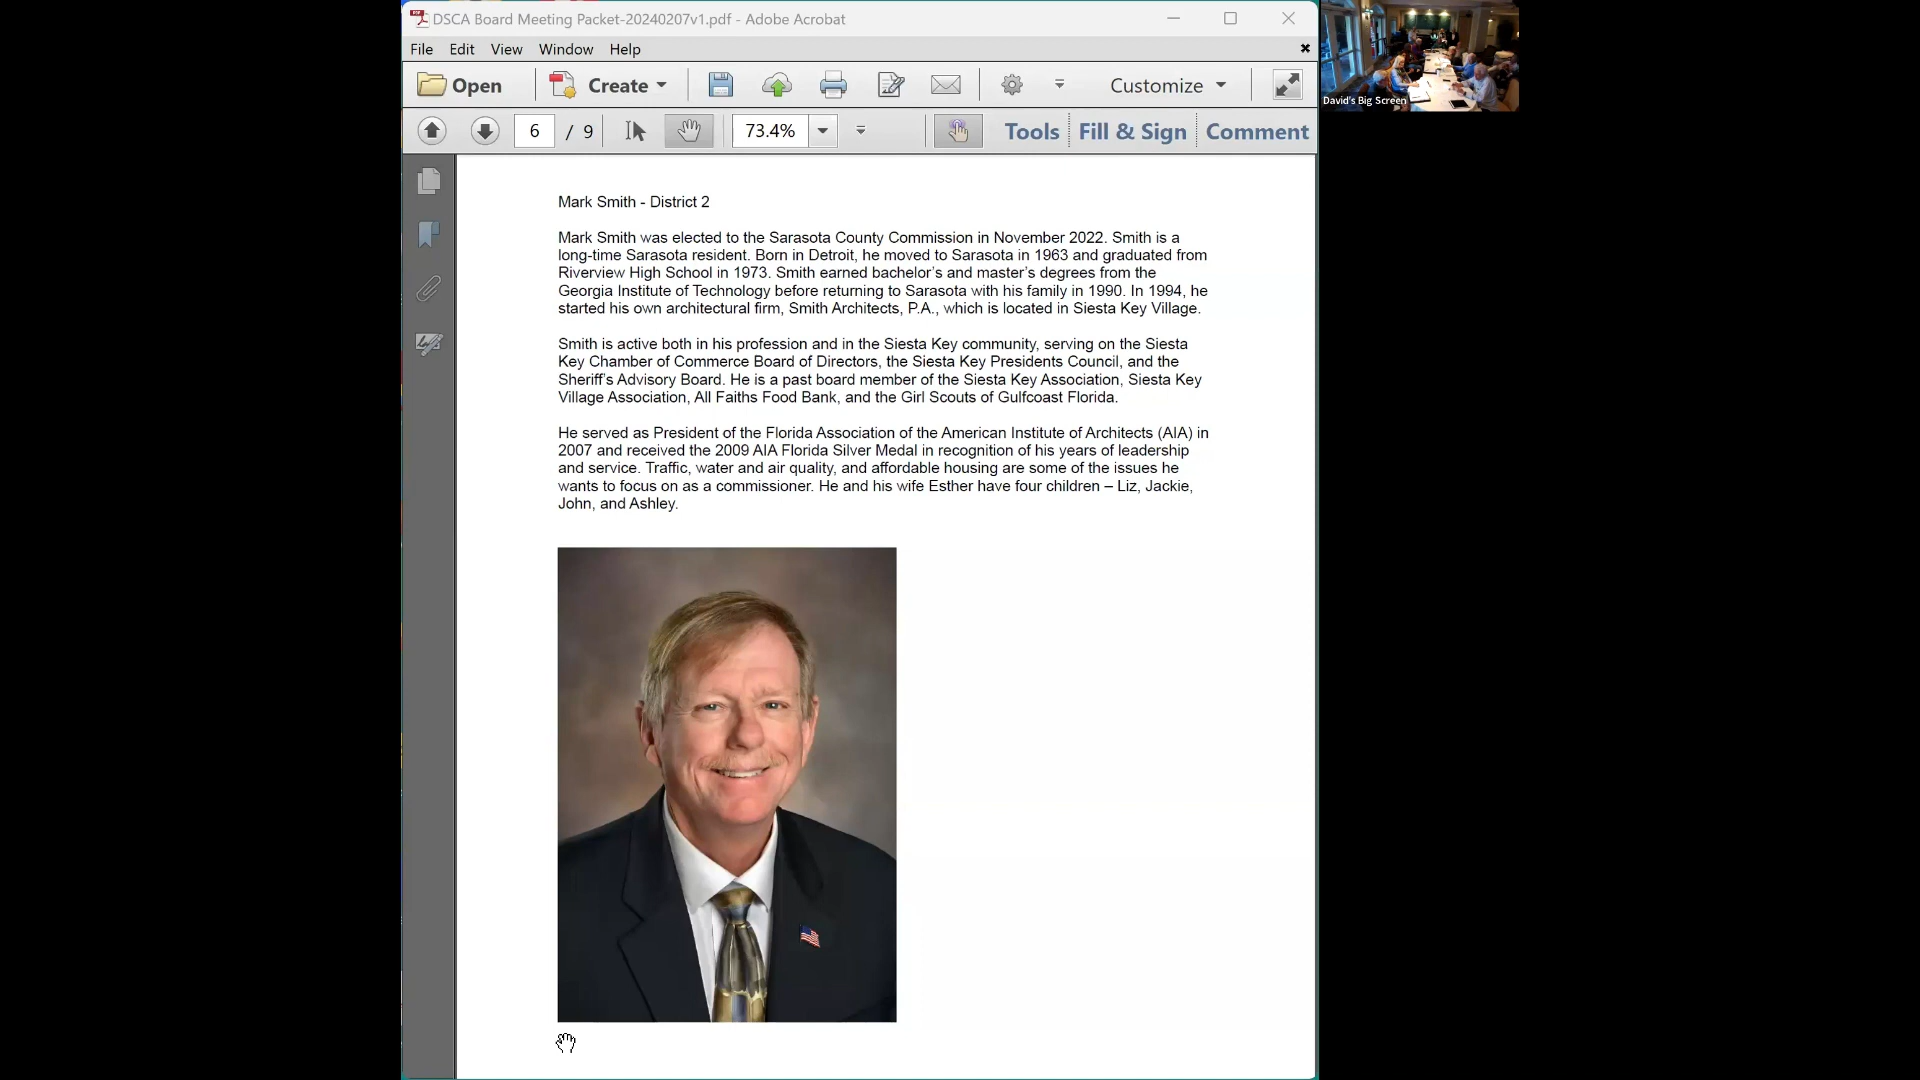 DSCA Board Meeting Packet-20240207v1.pdf - Adobe Acrobat
File Edit View Window Help
Open Create Customize
6 / 9 73.4% Tools Fill & Sign Comment
David's Big Screen
Mark Smith - District 2
Mark Smith was elected to the Sarasota County Commission in November 2022. Smith is a
long-time Sarasota resident. Born in Detroit, he moved to Sarasota in 1963 and graduated from
Riverview High School in 1973. Smith earned bachelor's and master's degrees from the
Georgia Institute of Technology before returning to Sarasota with his family in 1990. In 1994, he
started his own architectural firm, Smith Architects, P.A., which is located in Siesta Key Village.
Smith is active both in his profession and in the Siesta Key community, serving on the Siesta
Key Chamber of Commerce Board of Directors, the Siesta Key Presidents Council, and the
Sheriff's Advisory Board. He is a past board member of the Siesta Key Association, Siesta Key
Village Association, All Faiths Food Bank, and the Girl Scouts of Gulfcoast Florida.
He served as President of the Florida Association of the American Institute of Architects (AIA) in
2007 and received the 2009 AIA Florida Silver Medal in recognition of his years of leadership
and service. Traffic, water and air quality, and affordable housing are some of the issues he
wants to focus on as a commissioner. He and his wife Esther have four children – Liz, Jackie,
John, and Ashley.